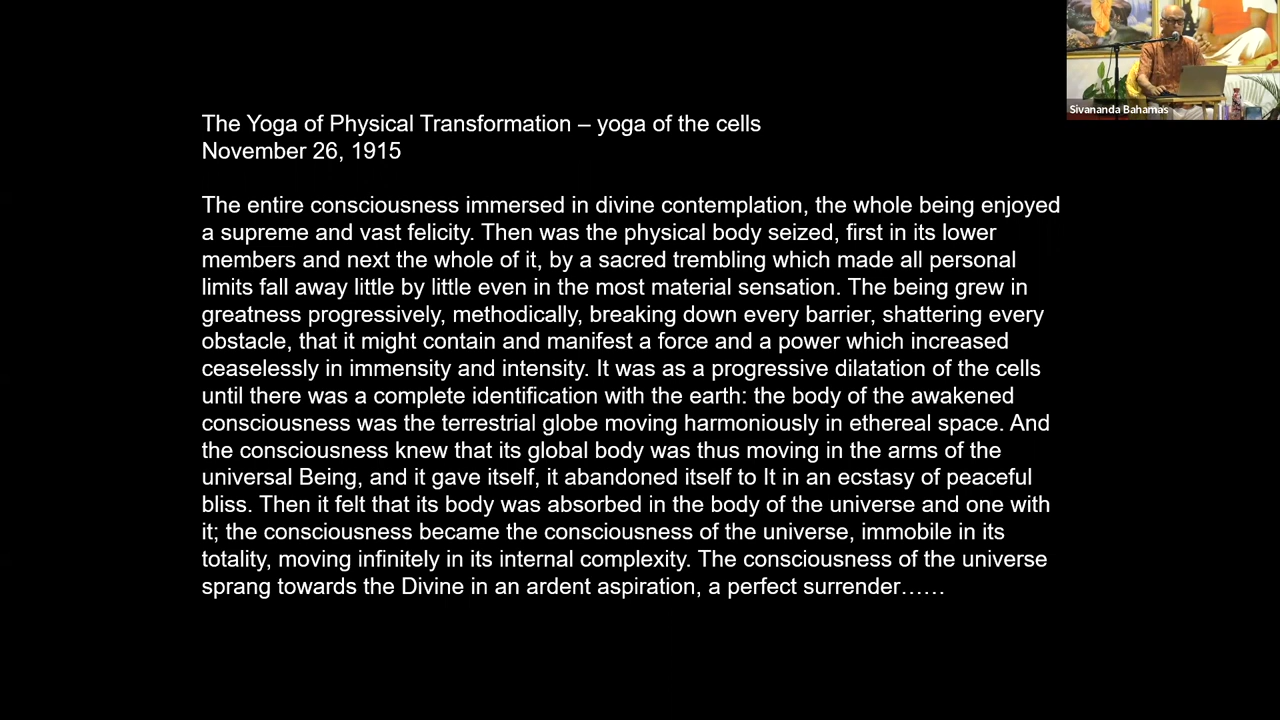 The Yoga of Physical Transformation – yoga of the cells
November 26, 1915
The entire consciousness immersed in divine contemplation, the whole being enjoyed
a supreme and vast felicity. Then was the physical body seized, first in its lower
members and next the whole of it, by a sacred trembling which made all personal
limits fall away little by little even in the most material sensation. The being grew in
greatness progressively, methodically, breaking down every barrier, shattering every
obstacle, that it might contain and manifest a force and a power which increased
ceaselessly in immensity and intensity. It was as a progressive dilatation of the cells
until there was a complete identification with the earth: the body of the awakened
consciousness was the terrestrial globe moving harmoniously in ethereal space. And
the consciousness knew that its global body was thus moving in the arms of the
universal Being, and it gave itself, it abandoned itself to It in an ecstasy of peaceful
bliss. Then it felt that its body was absorbed in the body of the universe and one with
it; the consciousness became the consciousness of the universe, immobile in its
totality, moving infinitely in its internal complexity. The consciousness of the universe
sprang towards the Divine in an ardent aspiration, a perfect surrender……
Sivananda Bahamas